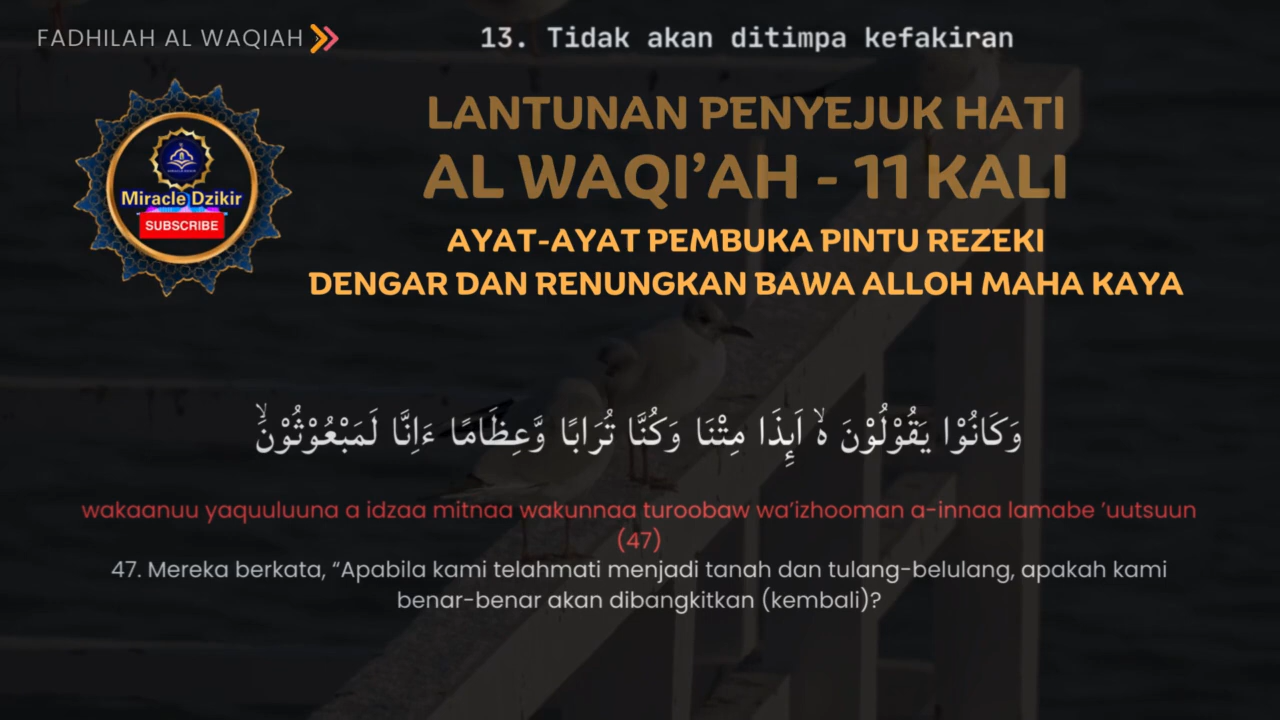 FADHILAH AL WAQIAH
13. Tidak akan ditimpa kefakiran
Miracle Dzikir
SUBSCRIBE
LANTUNAN PENYEJUK HATI
AL WAQI’AH - 11 KALI
AYAT-AYAT PEMBUKA PINTU REZEKI
DENGAR DAN RENUNGKAN BAWA ALLOH MAHA KAYA
وَكَانُوْا يَقُوْلُوْنَ ەۙ اَىِٕذَا مِتْنَا وَكُنَّا تُرَابًا وَّعِظَامًا ءَاِنَّا لَمَبْعُوْثُوْنَۙ
wakaanuu yaquuluuna a idzaa mitnaa wakunnaa turoobaw wa’izhooman a-innaa lamabe ’uutsuun
(47)
47. Mereka berkata, “Apabila kami telahmati menjadi tanah dan tulang-belulang, apakah kami
benar-benar akan dibangkitkan (kembali)?